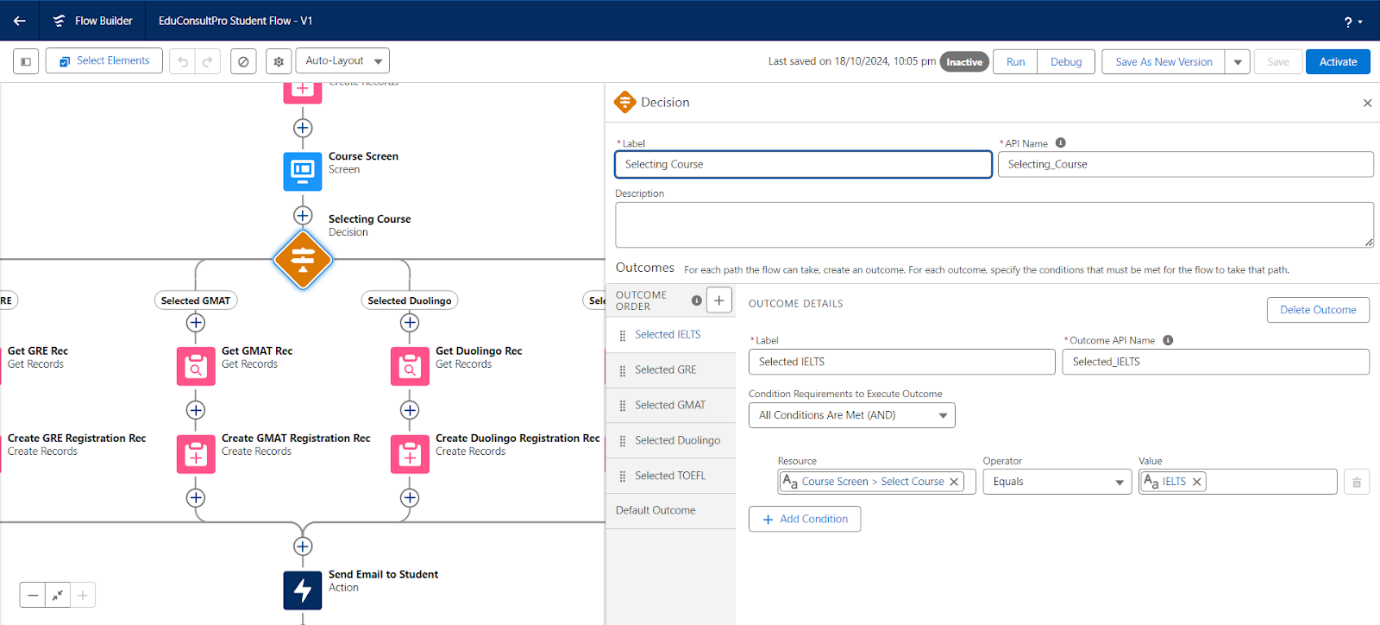 Flow Builder
EduConsultPro Student Flow - V1
?
Select Elements
Auto-Layout
Last saved on 18/10/2024, 10:05 pm
Inactive
Run
Debug
Save As New Version
Save
Activate
Create Records
Course Screen
Screen
Selecting Course
Decision
RE
Selected GMAT
Selected Duolingo
Sele
Get GRE Rec
Get Records
Get GMAT Rec
Get Records
Get Duolingo Rec
Get Records
Create GRE Registration Rec
Create Records
Create GMAT Registration Rec
Create Records
Create Duolingo Registration Rec
Create Records
Send Email to Student
Action
Decision
* Label
Selecting Course
* API Name
Selecting_Course
Description
Outcomes For each path the flow can take, create an outcome. For each outcome, specify the conditions that must be met for the flow to take that path.
OUTCOME
ORDER
Selected IELTS
Selected GRE
Selected GMAT
Selected Duolingo
Selected TOEFL
Default Outcome
OUTCOME DETAILS
Delete Outcome
* Label
Selected IELTS
* Outcome API Name
Selected_IELTS
Condition Requirements to Execute Outcome
All Conditions Are Met (AND)
Resource
Aa Course Screen > Select Course
Operator
Equals
Value
Aa IELTS
Add Condition